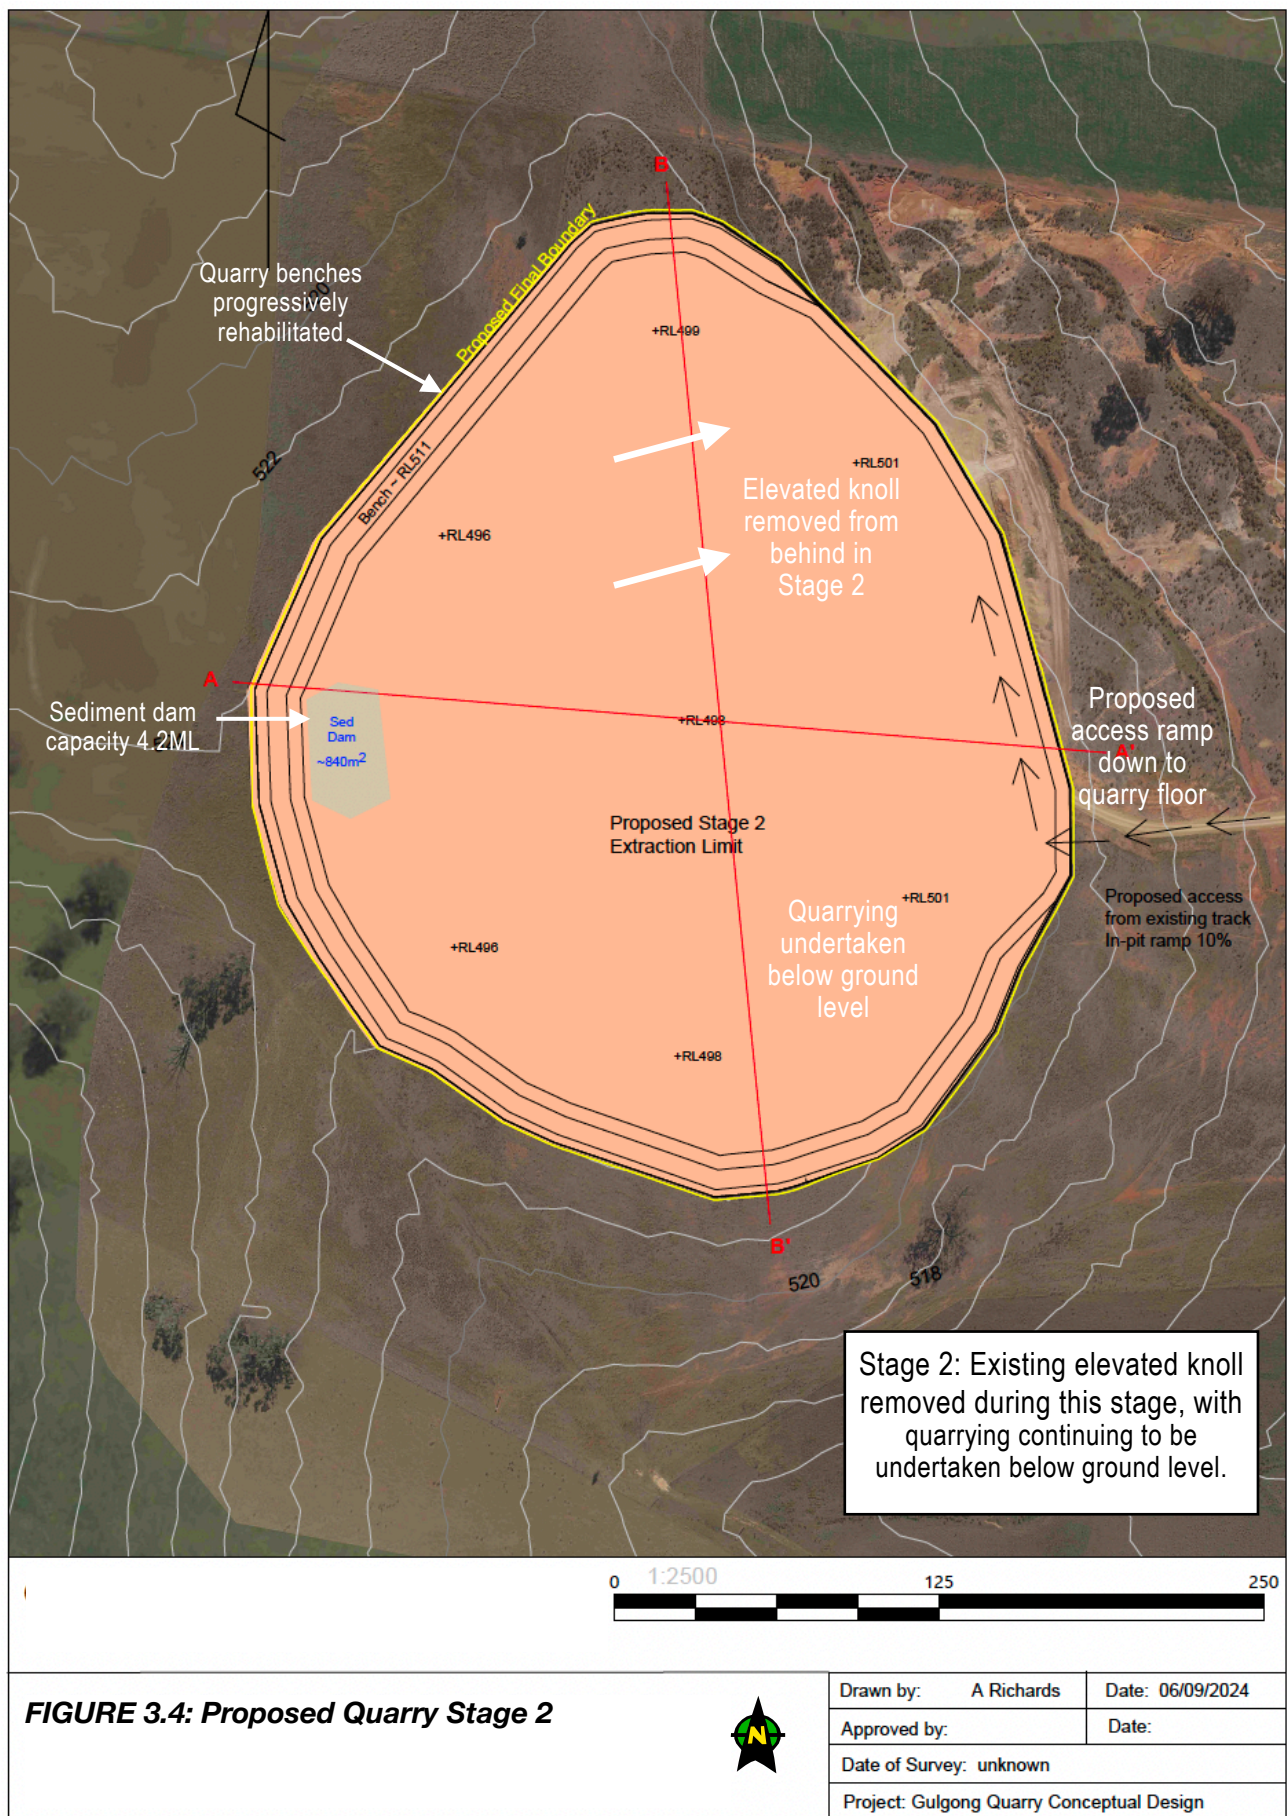 B
Proposed Final Boundary
Quarry benches
progressively
rehabilitated
+RL499
522
Bench ~ RL511
+RL501
Elevated knoll
removed from
behind in
Stage 2
+RL496
A
Sediment dam
capacity 4.2ML
Sed
Dam
~840m²
+RL498
Proposed
access ramp
down to
quarry floor
A'
Proposed Stage 2
Extraction Limit
Proposed access
from existing track
In-pit ramp 10%
+RL501
Quarrying
undertaken
below ground
level
+RL496
+RL498
B'
520
518
Stage 2: Existing elevated knoll
removed during this stage, with
quarrying continuing to be
undertaken below ground level.
0 1:2500 125 250
FIGURE 3.4: Proposed Quarry Stage 2
N
Drawn by: A Richards Date: 06/09/2024
Approved by: Date:
Date of Survey: unknown
Project: Gulgong Quarry Conceptual Design